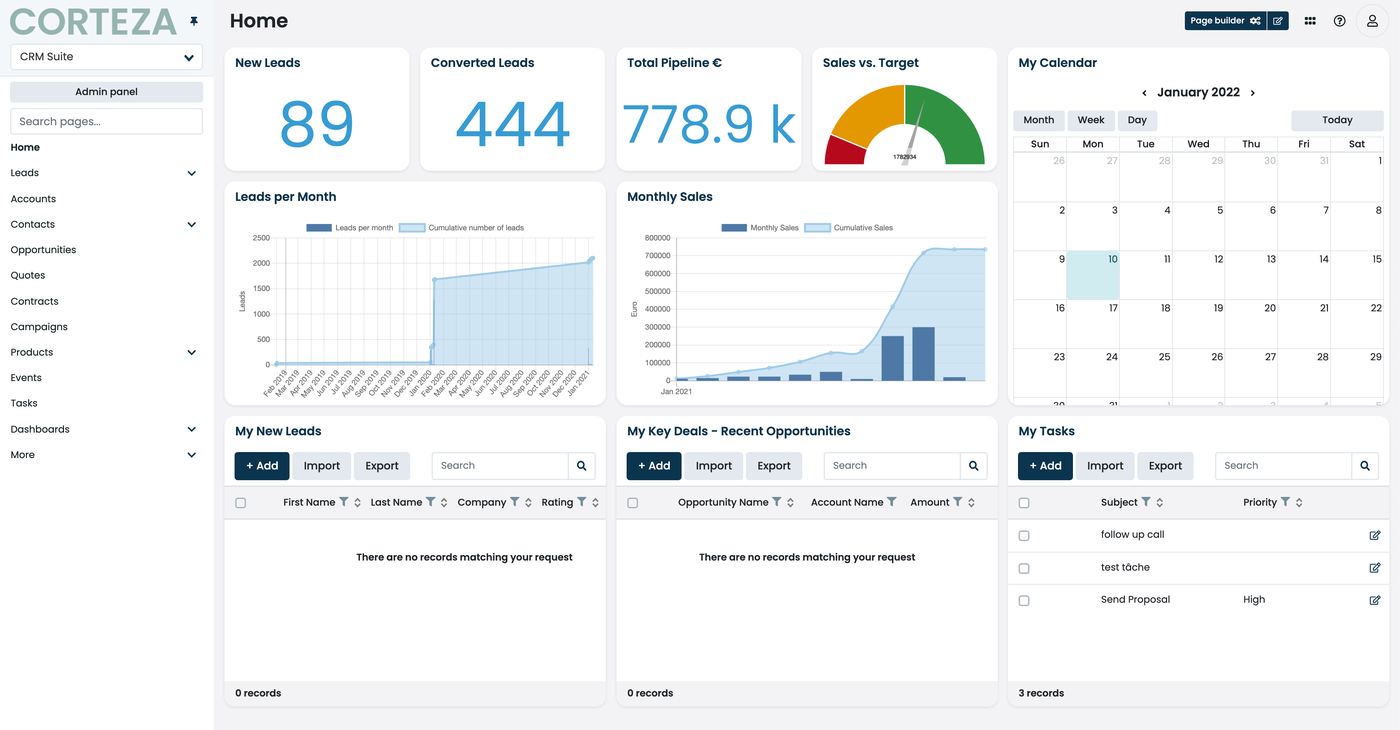 CORTEZA
CRM Suite
Admin panel
Search pages...
Home
Leads
Accounts
Contacts
Opportunities
Quotes
Contracts
Campaigns
Products
Events
Tasks
Dashboards
More
Home
Page builder
New Leads
89
Converted Leads
444
Total Pipeline €
778.9 k
Sales vs. Target
1782934
My Calendar
January 2022
Month Week Day Today
Sun Mon Tue Wed Thu Fri Sat
26 27 28 29 30 31 1
2 3 4 5 6 7 8
9 10 11 12 13 14 15
16 17 18 19 20 21 22
23 24 25 26 27 28 29
30 31 1 2 3 4 5
Leads per Month
Leads per month Cumulative number of leads
2500
2000
1500
1000
500
0
Leads
Feb 2019 Mar 2019 Apr 2019 May 2019 Jun 2019 Jul 2019 Aug 2019 Sep 2019 Oct 2019 Nov 2019 Dec 2019 Jan 2020 Feb 2020 Mar 2020 Apr 2020 May 2020 Jun 2020 Jul 2020 Aug 2020 Sep 2020 Oct 2020 Nov 2020 Dec 2020 Jan 2021
Monthly Sales
Monthly Sales Cumulative Sales
800000
700000
600000
500000
400000
300000
200000
100000
0
Euro
Jan 2021
My New Leads
+ Add Import Export Search
First Name Last Name Company Rating
There are no records matching your request
0 records
My Key Deals - Recent Opportunities
+ Add Import Export Search
Opportunity Name Account Name Amount
There are no records matching your request
0 records
My Tasks
+ Add Import Export Search
Subject Priority
follow up call
test tâche
Send Proposal High
3 records